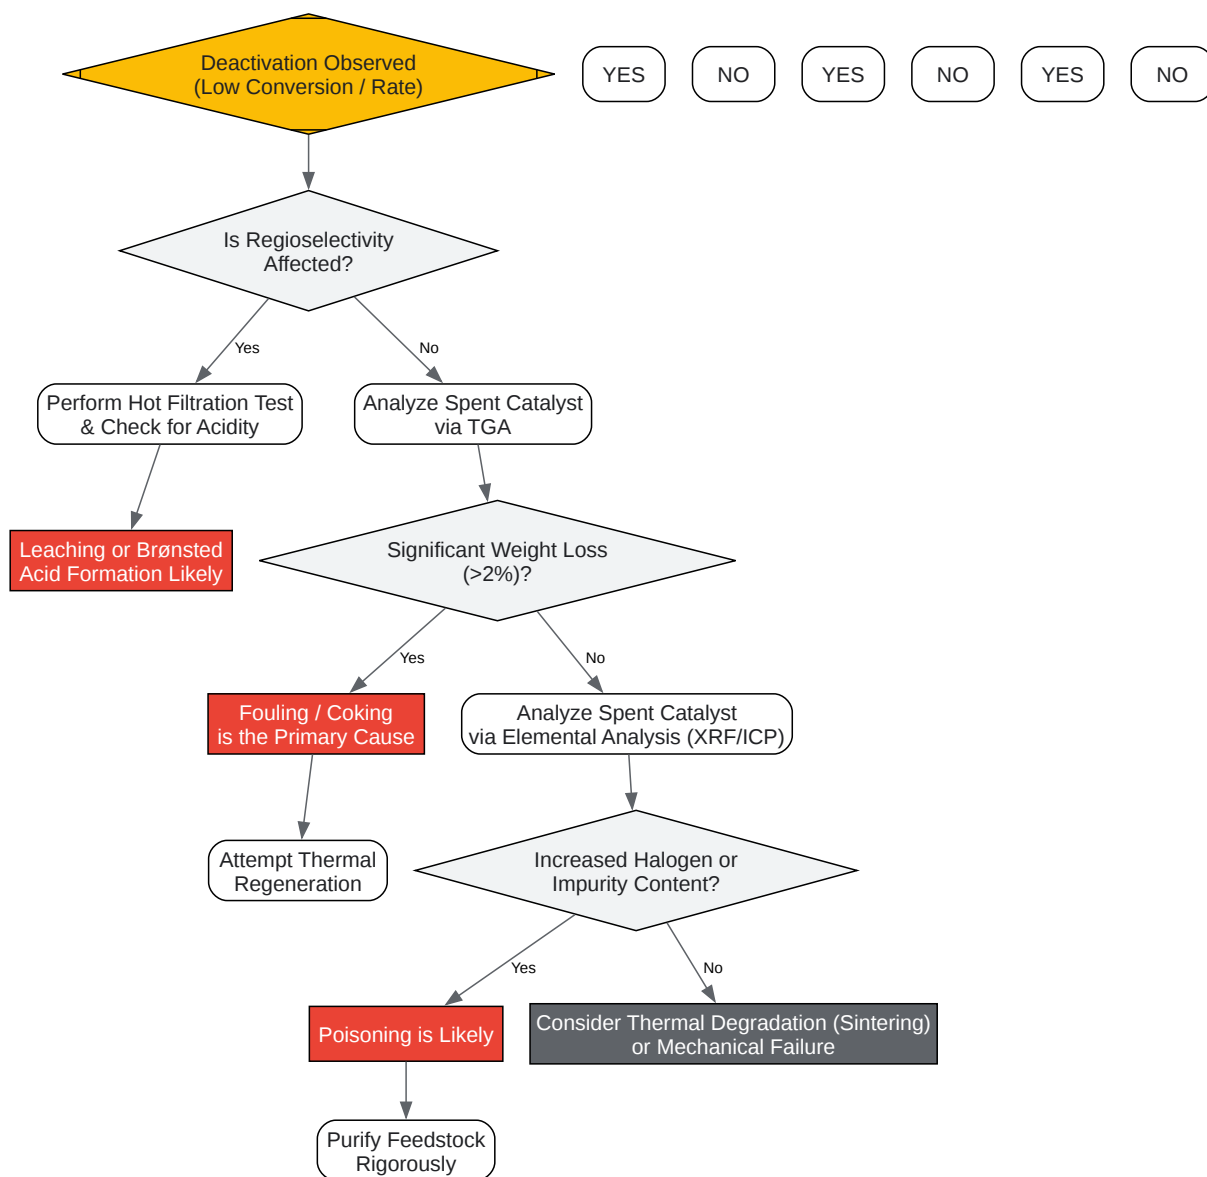 Deactivation Observed
(Low Conversion / Rate)
YES
NO
YES
NO
YES
NO
Is Regioselectivity
Affected?
Yes
No
Perform Hot Filtration Test
& Check for Acidity
Analyze Spent Catalyst
via TGA
Leaching or Brønsted
Acid Formation Likely
Significant Weight Loss
(>2%)?
Yes
No
Fouling / Coking
is the Primary Cause
Analyze Spent Catalyst
via Elemental Analysis (XRF/ICP)
Attempt Thermal
Regeneration
Increased Halogen or
Impurity Content?
Yes
No
Poisoning is Likely
Consider Thermal Degradation (Sintering)
or Mechanical Failure
Purify Feedstock
Rigorously